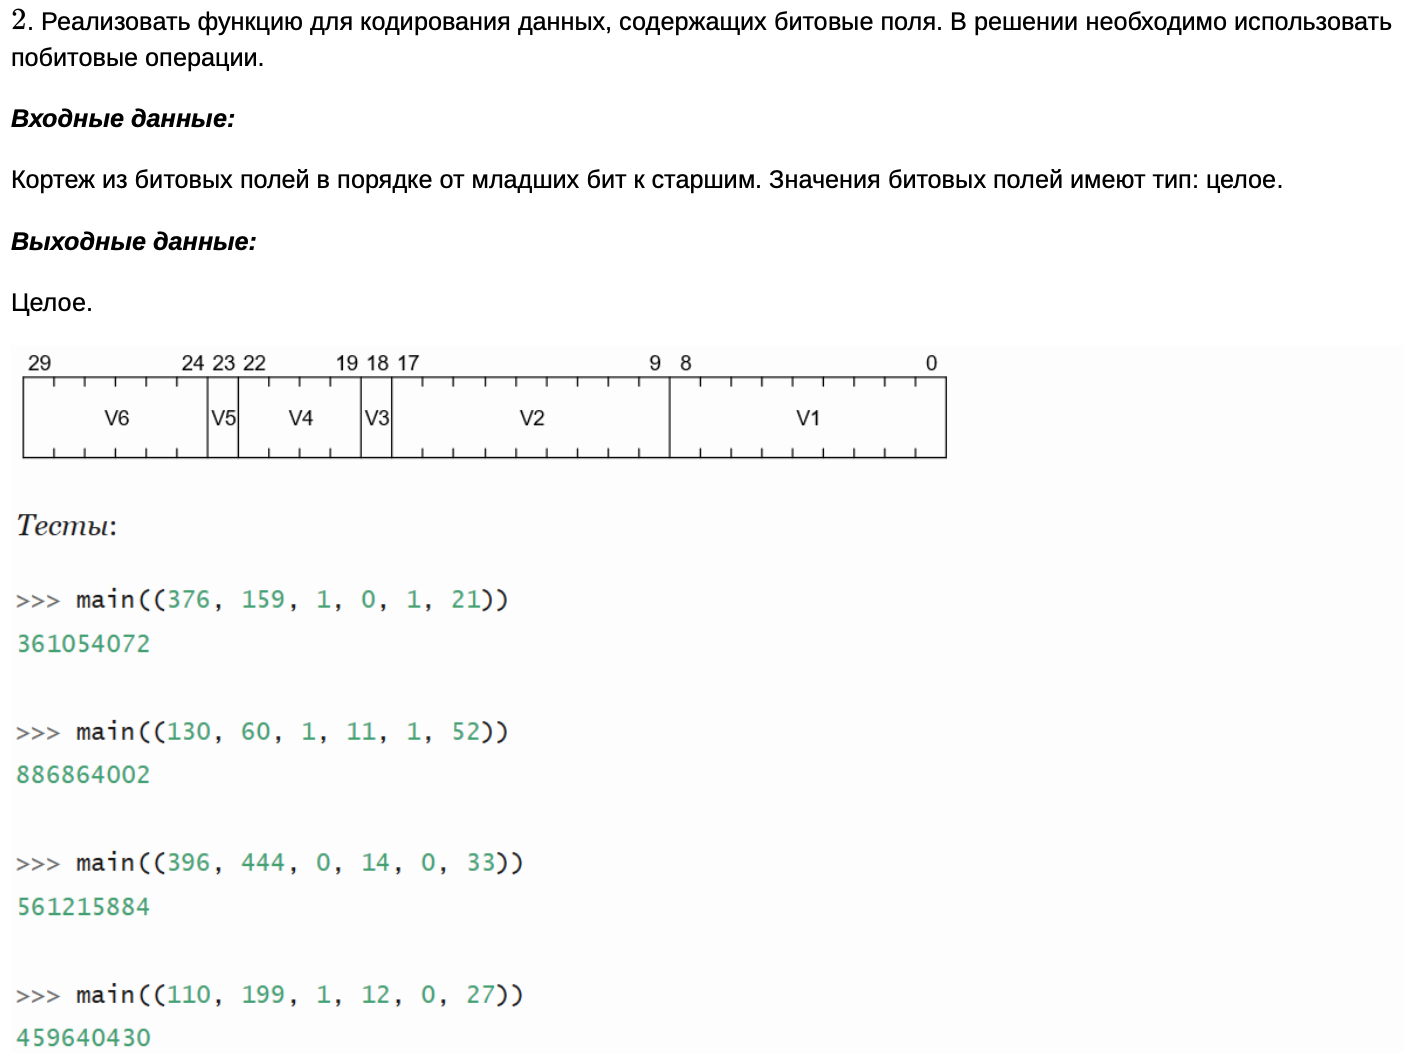 2. Реализовать функцию для кодирования данных, содержащих битовые поля. В решении необходимо использовать
побитовые операции.
Входные данные:
Кортеж из битовых полей в порядке от младших бит к старшим. Значения битовых полей имеют тип: целое.
Выходные данные:
Целое.
29 24 23 22 19 18 17 9 8 0
V6 V5 V4 V3 V2 V1
Тесты:
>>> main((376, 159, 1, 0, 1, 21))
361054072
>>> main((130, 60, 1, 11, 1, 52))
886864002
>>> main((396, 444, 0, 14, 0, 33))
561215884
>>> main((110, 199, 1, 12, 0, 27))
459640430